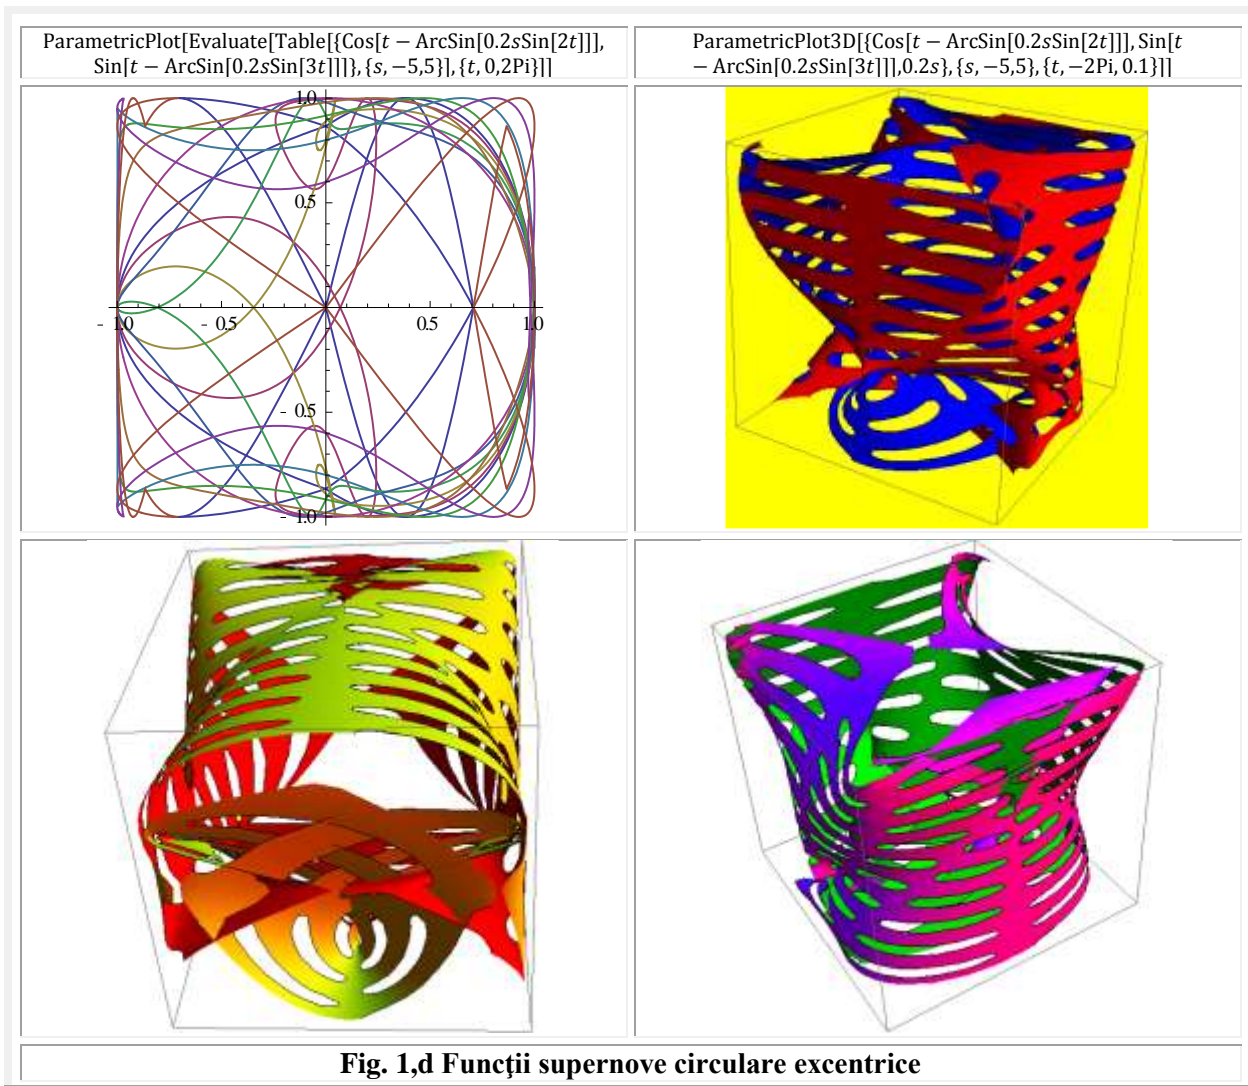 ParametricPlot[Evaluate[Table[{Cos[t − ArcSin[0.2sSin[2t]]],
Sin[t − ArcSin[0.2sSin[3t]]]}, {s, −5,5}], {t, 0,2Pi}]]
ParametricPlot3D[{Cos[t − ArcSin[0.2sSin[2t]]], Sin[t
− ArcSin[0.2sSin[3t]]],0.2s}, {s, −5,5}, {t, −2Pi, 0.1}]]
1.0
0.5
- 1.0
- 0.5
0.5
1.0
- 0.5
- 1.0
Fig. 1,d Funcţii supernove circulare excentrice